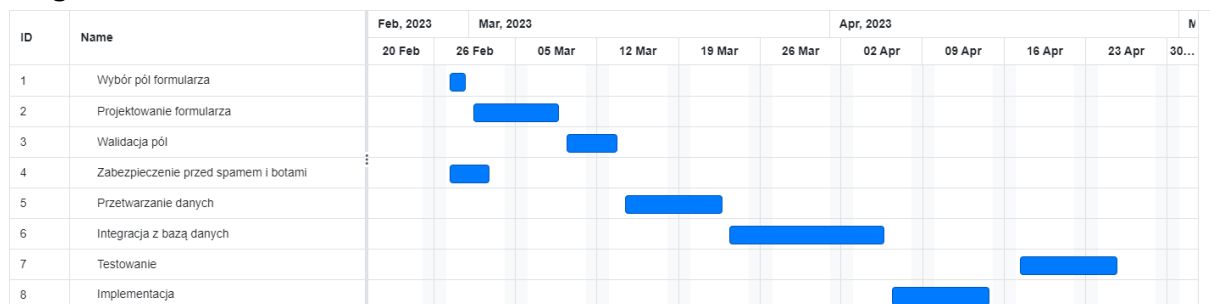 ID Name Feb, 2023 Mar, 2023 Apr, 2023 M
20 Feb 26 Feb 05 Mar 12 Mar 19 Mar 26 Mar 02 Apr 09 Apr 16 Apr 23 Apr 30...
1 Wybór pól formularza
2 Projektowanie formularza
3 Walidacja pól
4 Zabezpieczenie przed spamem i botami
5 Przetwarzanie danych
6 Integracja z bazą danych
7 Testowanie
8 Implementacja